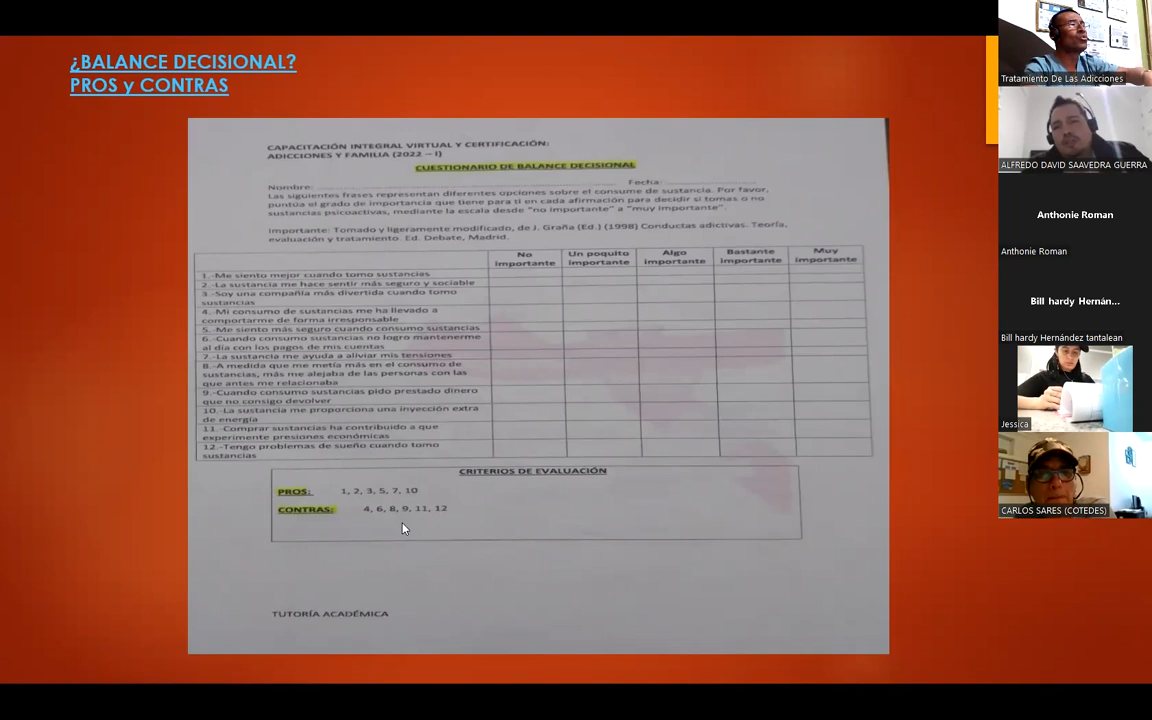 ¿BALANCE DECISIONAL?
PROS y CONTRAS
CAPACITACIÓN INTEGRAL VIRTUAL Y CERTIFICACIÓN:
ADICCIONES Y FAMILIA (2022 – I)
CUESTIONARIO DE BALANCE DECISIONAL
Nombre:
Fecha:
Las siguientes frases representan diferentes opciones sobre el consume de sustancia. Por favor,
puntúa el grado de importancia que tiene para ti en cada afirmación para decidir si tomas o no
sustancias psicoactivas, mediante la escala desde "no importante" a "muy importante".
Importante: Tomado y ligeramente modificado, de J. Graña (Ed.) (1998) Conductas adictivas. Teoría,
evaluación y tratamiento. Ed. Debate, Madrid.
No importante
Un poquito importante
Algo importante
Bastante importante
Muy importante
1.-Me siento mejor cuando tomo sustancias
2.-La sustancia me hace sentir más seguro y sociable
3.-Soy una compañía más divertida cuando tomo
sustancias
4.-Mi consumo de sustancias me ha llevado a
comportarme de forma irresponsable
5.-Me siento más seguro cuando consumo sustancias
6.-Cuando consumo sustancias no logro mantenerme
al día con los pagos de mis cuentas
7.-La sustancia me ayuda a aliviar mis tensiones
8.-A medida que me metía más en el consumo de
sustancias, más me alejaba de las personas con las
que antes me relacionaba
9.-Cuando consumo sustancias pido prestado dinero
que no consigo devolver
10.-La sustancia me proporciona una inyección extra
de energía
11.-Comprar sustancias ha contribuido a que
experimente presiones económicas
12.-Tengo problemas de sueño cuando tomo
sustancias
CRITERIOS DE EVALUACIÓN
PROS: 1, 2, 3, 5, 7, 10
CONTRAS: 4, 6, 8, 9, 11, 12
TUTORÍA ACADÉMICA
Tratamiento De Las Adicciones
ALFREDO DAVID SAAVEDRA GUERRA
Anthonie Roman
Anthonie Roman
Bill hardy Hernán...
Bill hardy Hernández tantalean
Jessica
CARLOS SARES (COTEDES)